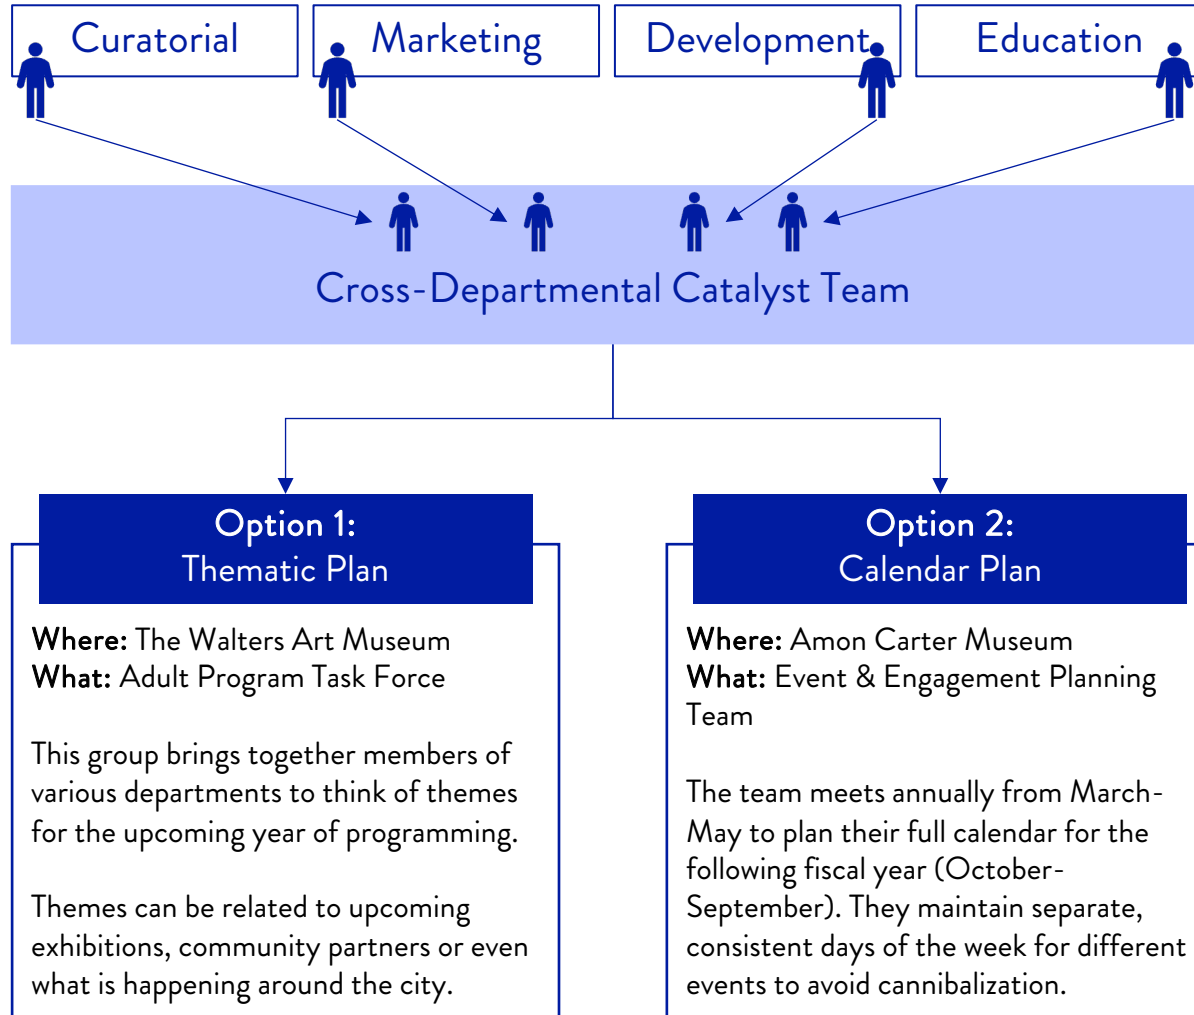 Curatorial
Marketing
Development
Education
Cross-Departmental Catalyst Team
Option 1:
Thematic Plan
Where: The Walters Art Museum
What: Adult Program Task Force
This group brings together members of
various departments to think of themes
for the upcoming year of programming.
Themes can be related to upcoming
exhibitions, community partners or even
what is happening around the city.
Option 2:
Calendar Plan
Where: Amon Carter Museum
What: Event & Engagement Planning
Team
The team meets annually from March-
May to plan their full calendar for the
following fiscal year (October-
September). They maintain separate,
consistent days of the week for different
events to avoid cannibalization.